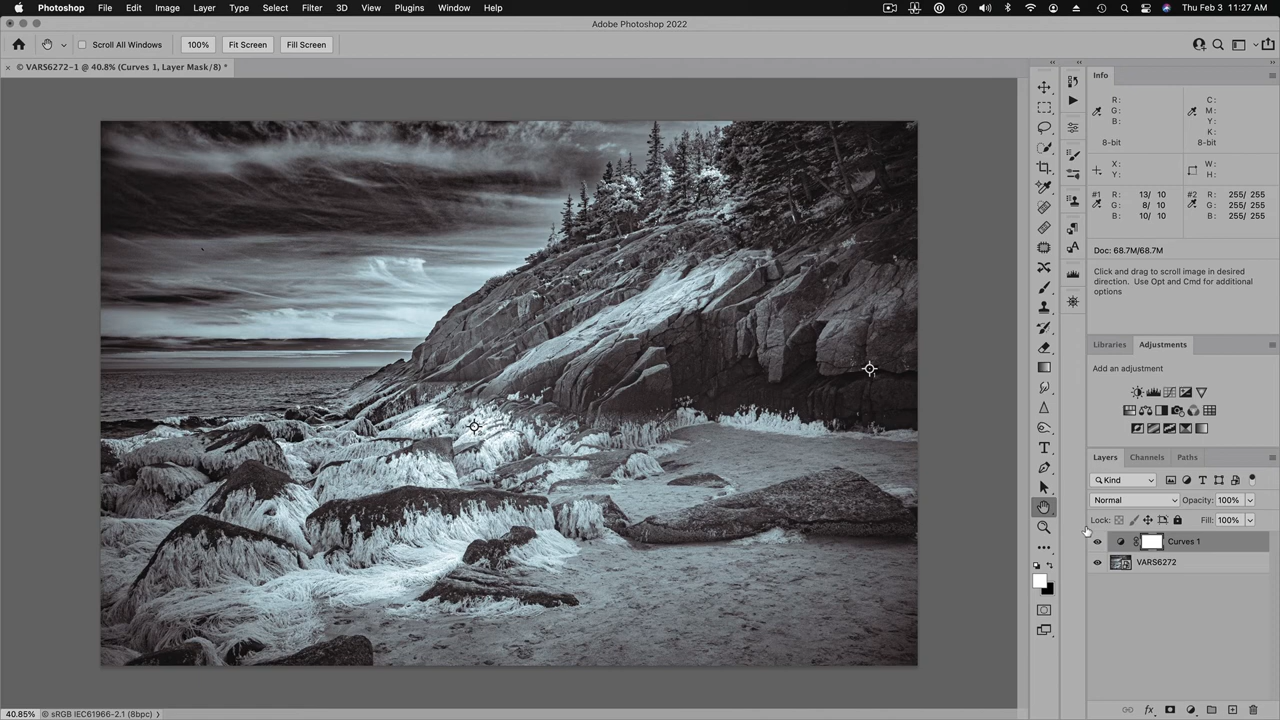 Photoshop File Edit Image Layer Type Select Filter 3D View Plugins Window Help Thu Feb 3 11:27 AM
Adobe Photoshop 2022
Scroll All Windows 100% Fit Screen Fill Screen
× © VARS6272-1 @ 40.8% (Curves 1, Layer Mask/8) *
Info
R: C:
G: M:
B: Y:
K:
8-bit 8-bit
X: W:
Y: H:
#1 R: 13/ 10 #2 R: 255/ 255
G: 8/ 10 G: 255/ 255
B: 10/ 10 B: 255/ 255
Doc: 68.7M/68.7M
Click and drag to scroll image in desired
direction. Use Opt and Cmd for additional
options
Libraries Adjustments
Add an adjustment
Layers Channels Paths
Kind
Normal Opacity: 100%
Lock: Fill: 100%
Curves 1
VARS6272
40.85% © sRGB IEC61966-2.1 (8bpc)